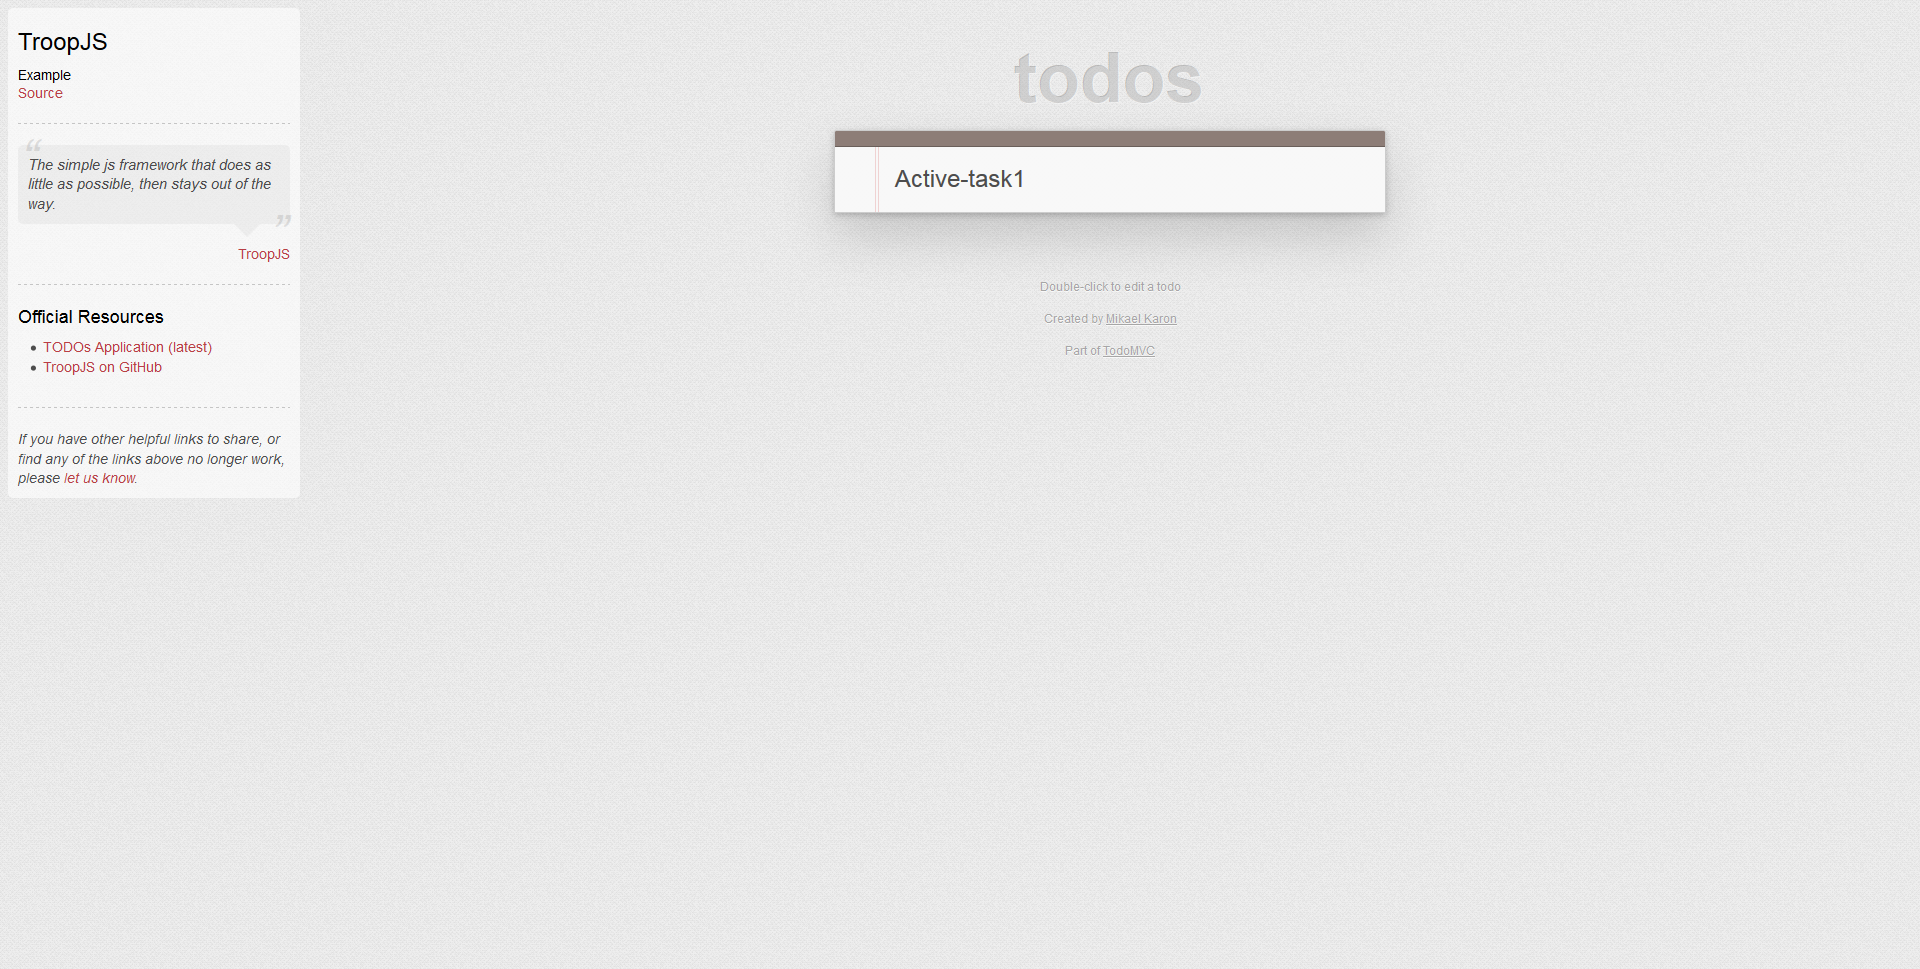 TroopJS
Example
Source
“
The simple js framework that does as
little as possible, then stays out of the
way.
”
TroopJS
Official Resources
TODOs Application (latest)
TroopJS on GitHub
If you have other helpful links to share, or
find any of the links above no longer work,
please let us know.
todos
Active-task1
Double-click to edit a todo
Created by Mikael Karon
Part of TodoMVC